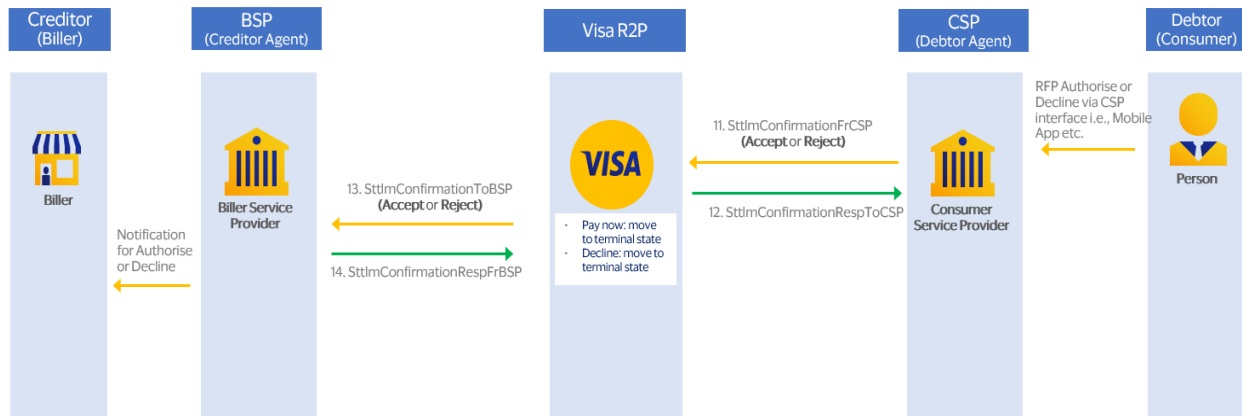 Creditor
(Biller)
BSP
(Creditor Agent)
Visa R2P
CSP
(Debtor Agent)
Debtor
(Consumer)
RFP Authorise or
Decline via CSP
interface i.e., Mobile
App etc.
11. SttlmConfirmationFrCSP
(Accept or Reject)
VISA
13. SttlmConfirmationToBSP
(Accept or Reject)
12. SttlmConfirmationRespToCSP
Biller
Biller Service
Provider
Consumer
Service Provider
Person
· Pay now: move
to terminal state
· Decline: move to
terminal state
Notification
for Authorise
or Decline
14. SttlmConfirmationRespFrBSP